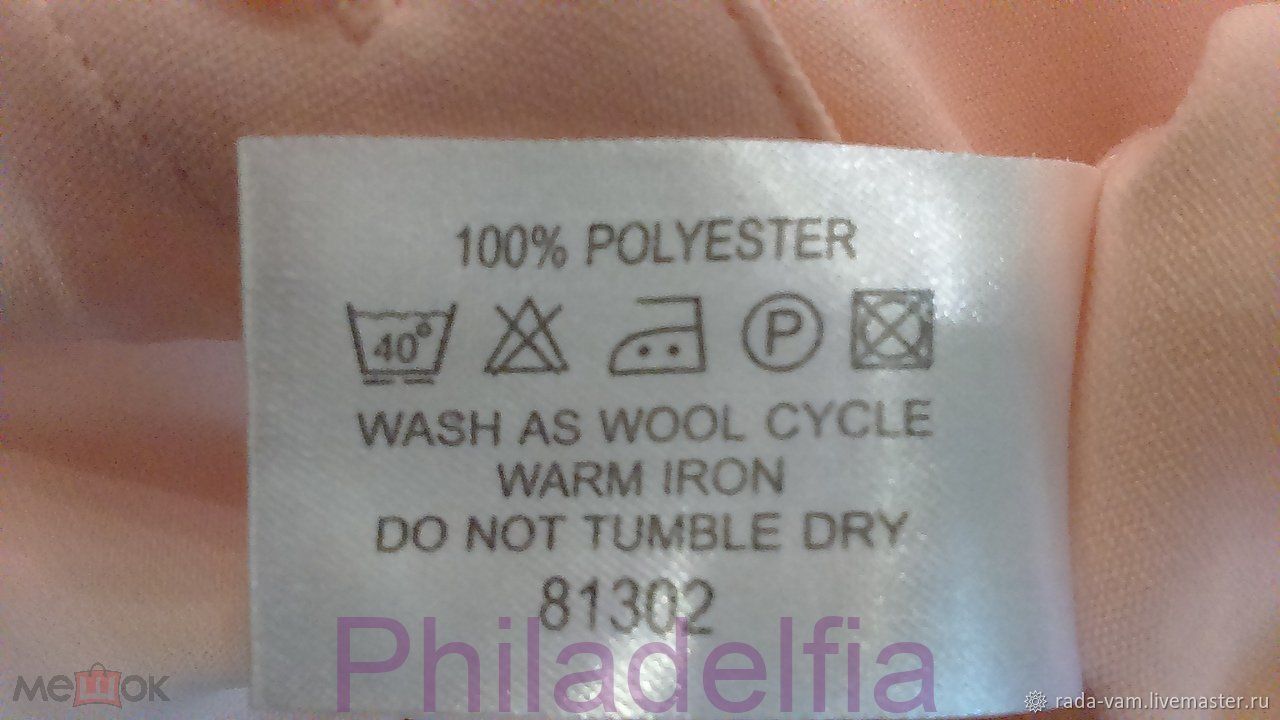 100% POLYESTER
40°
P
WASH AS WOOL CYCLE
WARM IRON
DO NOT TUMBLE DRY
81302
Philadelfia
мешок
rada-vam.livemaster.ru